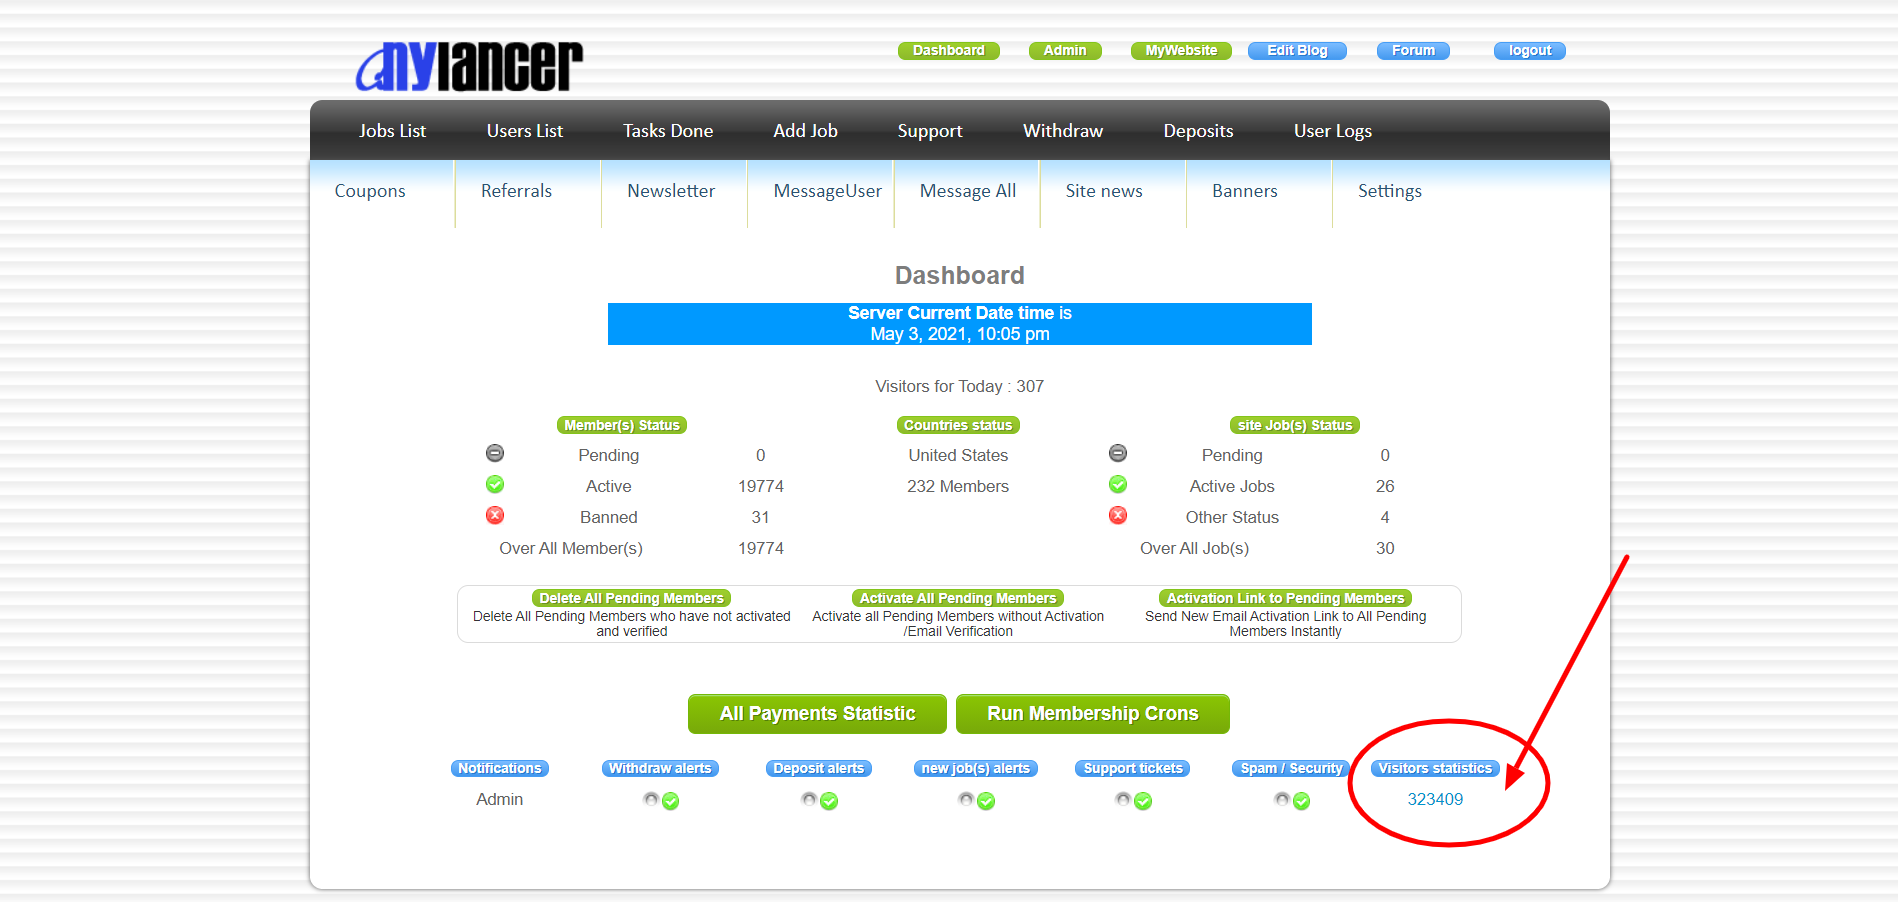 anylancer
Dashboard Admin MyWebsite Edit Blog Forum logout
Jobs List Users List Tasks Done Add Job Support Withdraw Deposits User Logs
Coupons Referrals Newsletter MessageUser Message All Site news Banners Settings
Dashboard
Server Current Date time is
May 3, 2021, 10:05 pm
Visitors for Today : 307
Member(s) Status Countries status site Job(s) Status
Pending 0 United States Pending 0
Active 19774 232 Members Active Jobs 26
Banned 31 Other Status 4
Over All Member(s) 19774 Over All Job(s) 30
Delete All Pending Members Activate All Pending Members Activation Link to Pending Members
Delete All Pending Members who have not activated Activate all Pending Members without Activation Send New Email Activation Link to All Pending
and verified /Email Verification Members Instantly
All Payments Statistic Run Membership Crons
Notifications Withdraw alerts Deposit alerts new job(s) alerts Support tickets Spam / Security Visitors statistics
Admin 323409